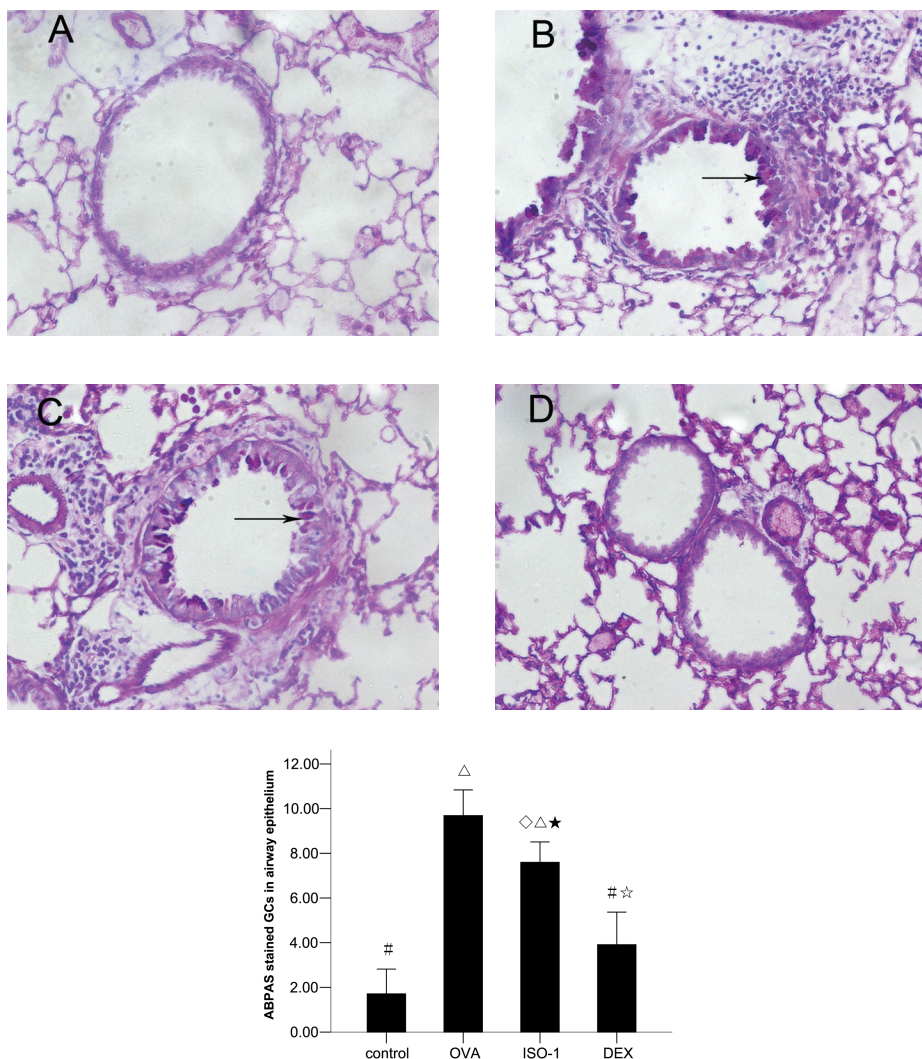 A
B
C
D
ABPAS stained GCs in airway epithelium
12.00
10.00
8.00
6.00
4.00
2.00
0.00
#
△
◇△★
#☆
control
OVA
ISO-1
DEX